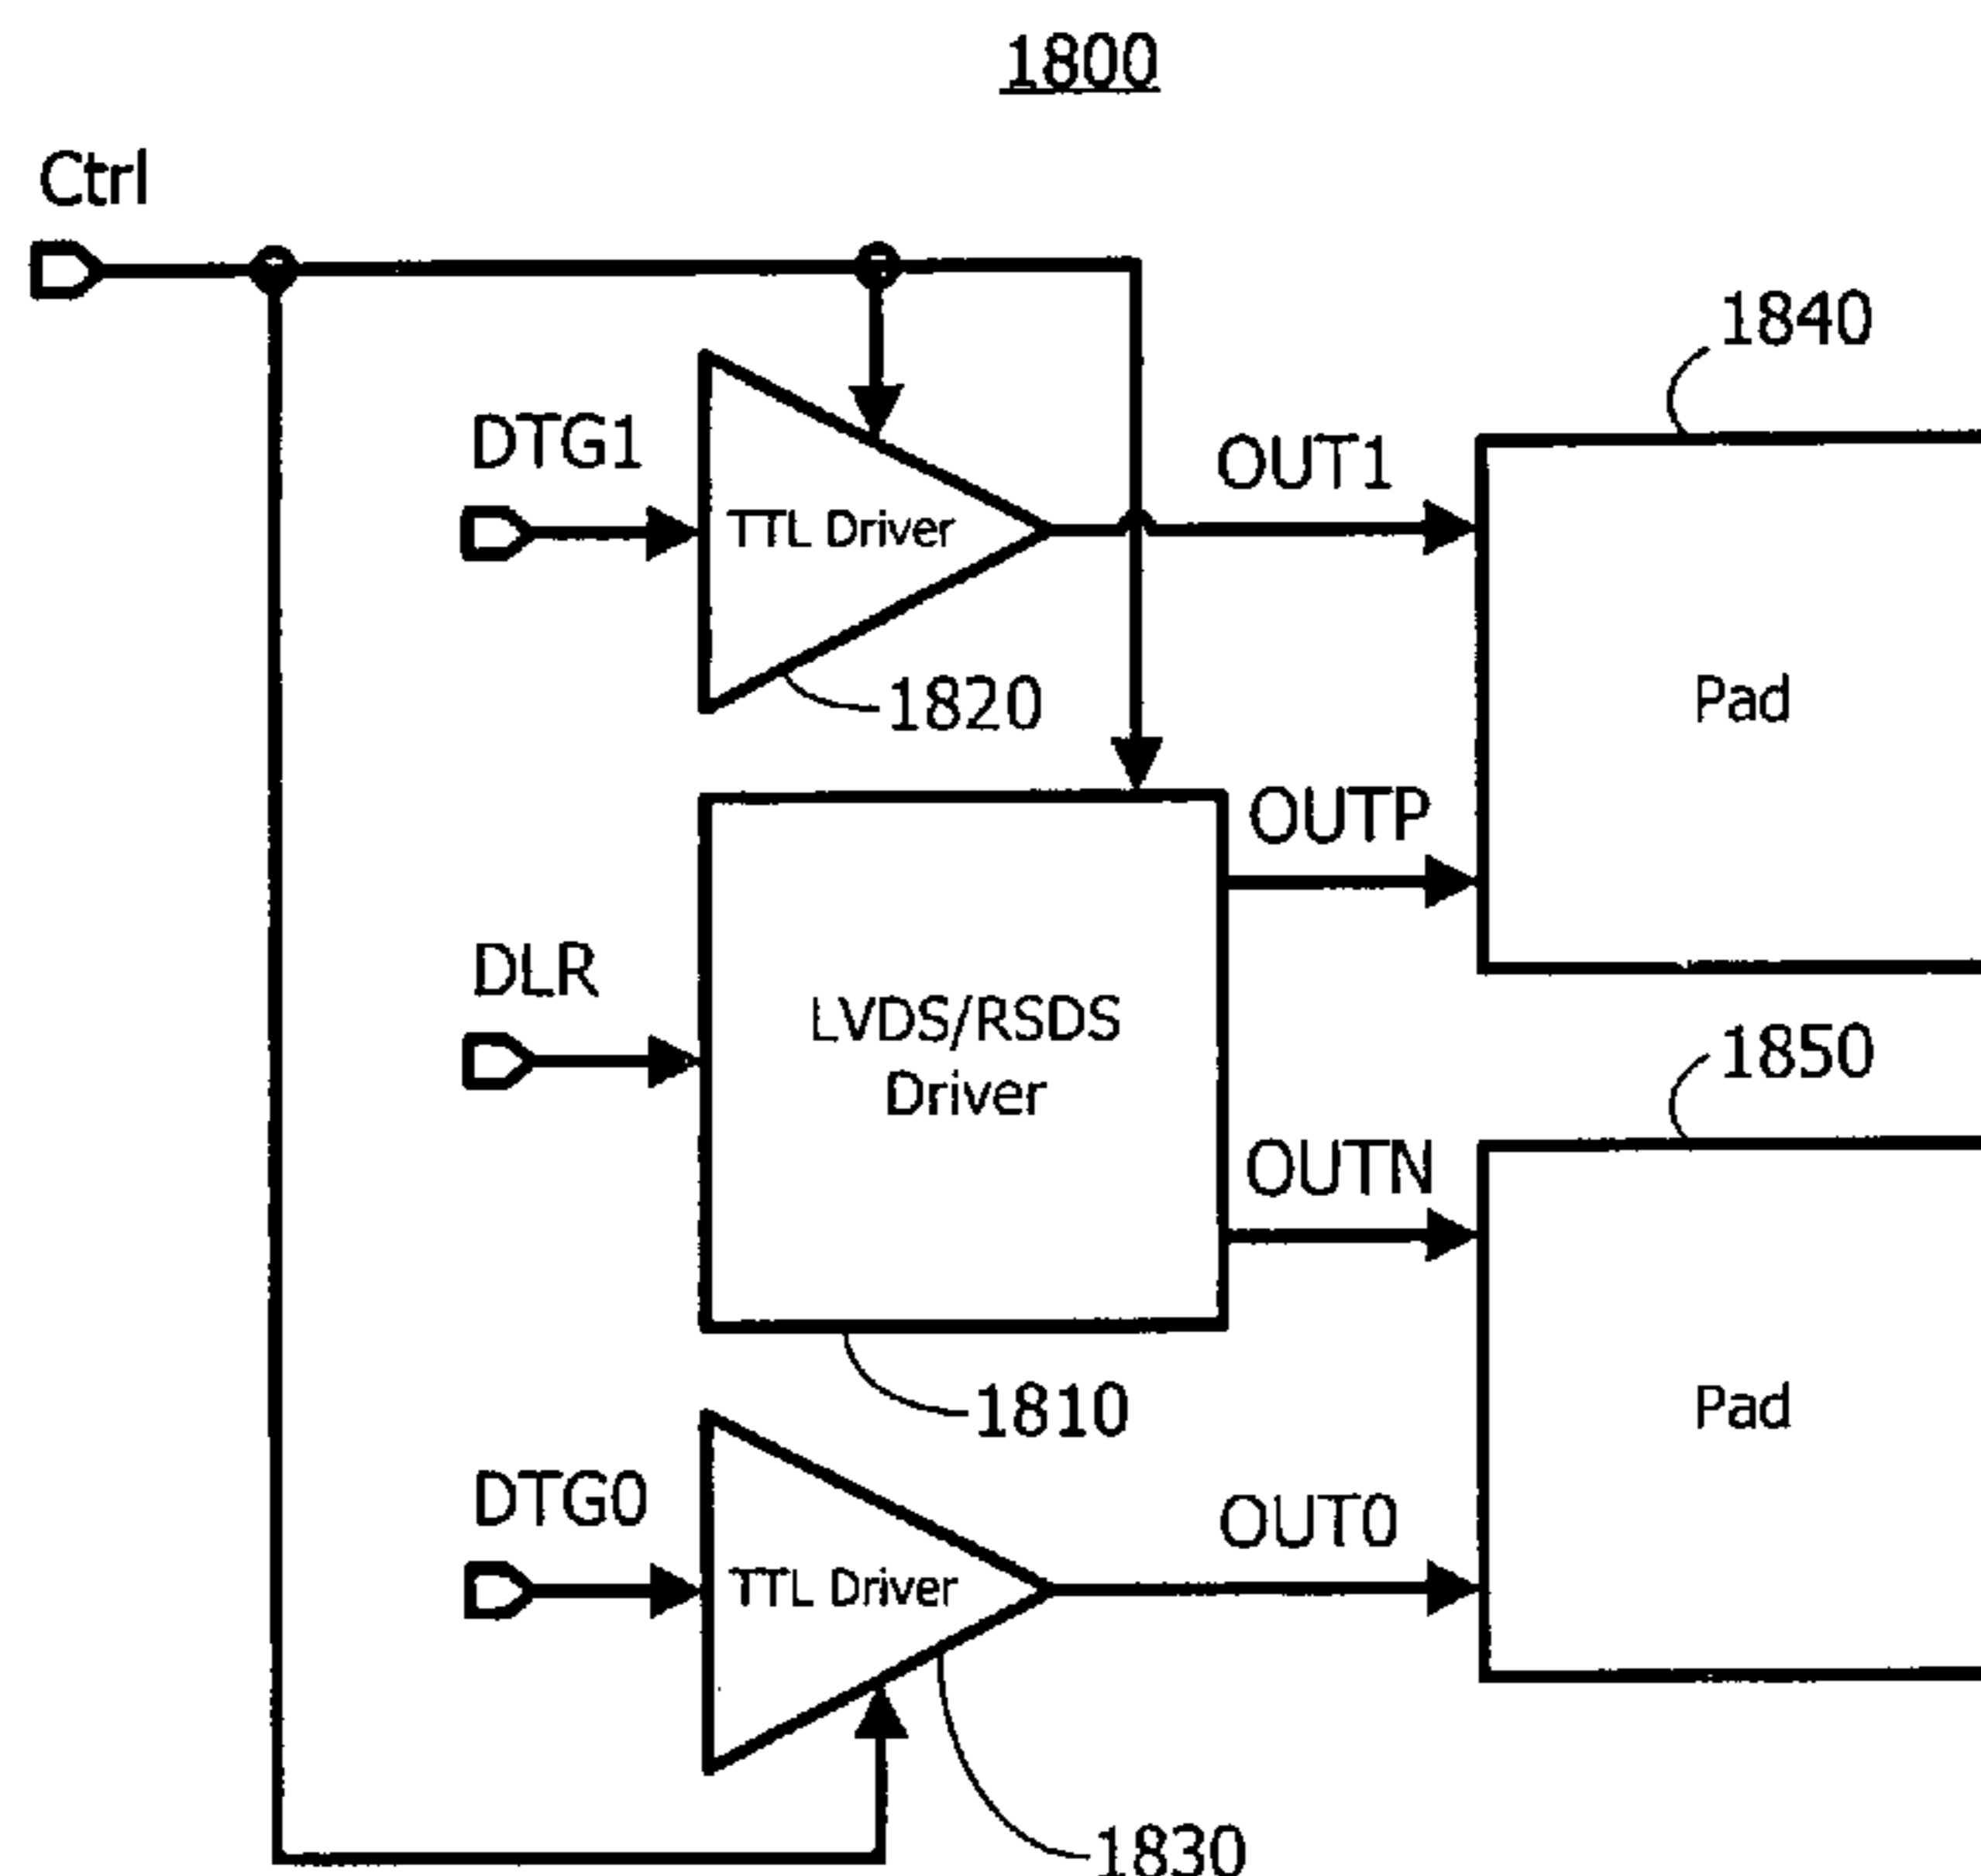 1800
Ctrl
1840
DTG1
OUT1
TTL Driver
1820
Pad
OUTP
DLR
LVDS/RSDS
Driver
1850
OUTN
1810
Pad
DTG0
OUT0
TTL Driver
1830